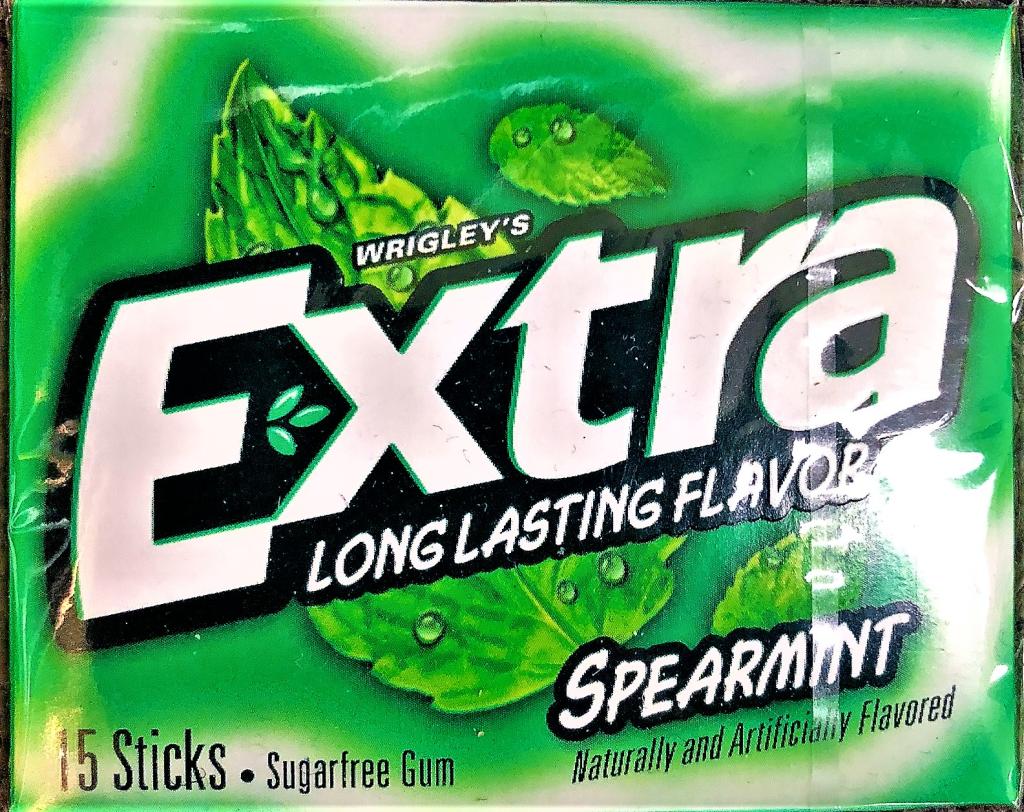 WRIGLEY'S
Extra
LONG LASTING FLAVOR
SPEARMINT
Naturally and Artificially Flavored
15 Sticks • Sugarfree Gum